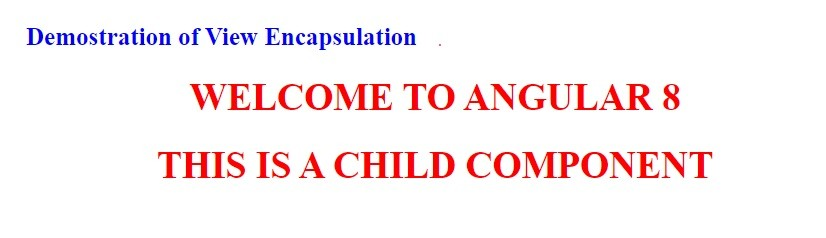 Demostration of View Encapsulation
WELCOME TO ANGULAR 8
THIS IS A CHILD COMPONENT